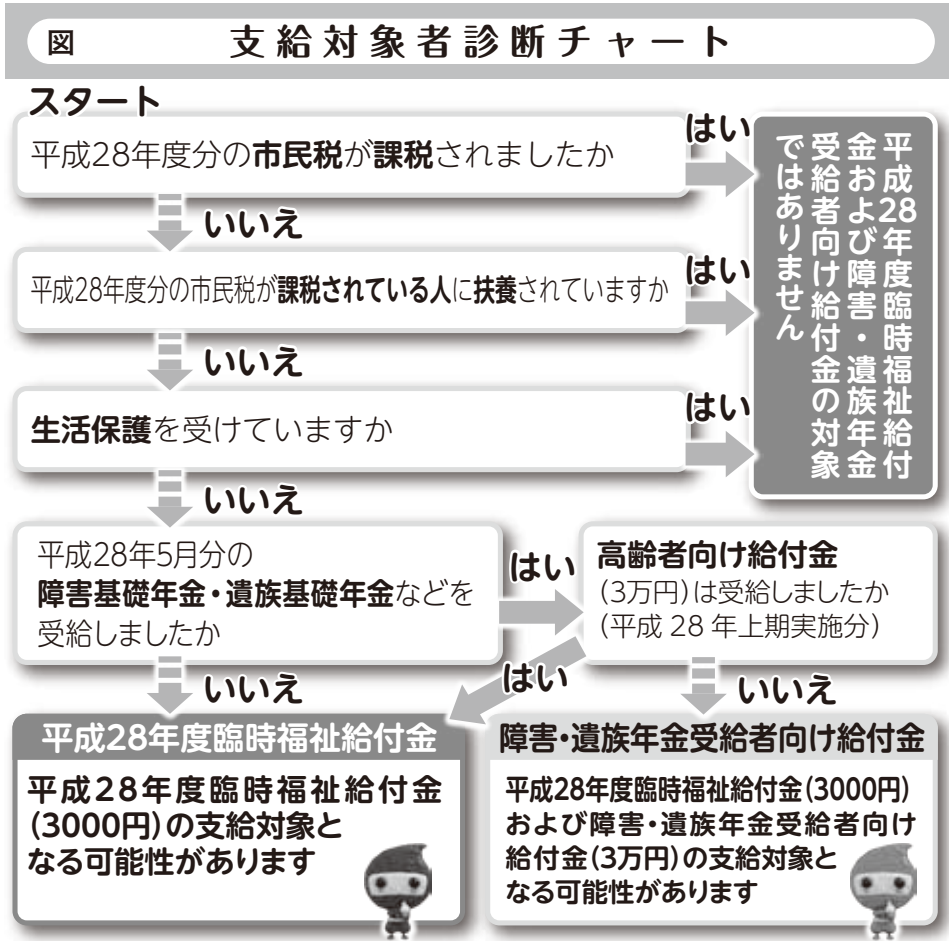 図 支給対象者診断チャート
スタート
平成28年度分の市民税が課税されましたか
はい
いいえ
平成28年度分の市民税が課税されている人に扶養されていますか
はい
いいえ
生活保護を受けていますか
はい
いいえ
平成28年度臨時福祉給付
金および障害・遺族年金
受給者向け給付金の対象
ではありません
平成28年5月分の
障害基礎年金・遺族基礎年金などを
受給しましたか
はい
いいえ
高齢者向け給付金
(3万円)は受給しましたか
(平成 28 年上期実施分)
はい
いいえ
平成28年度臨時福祉給付金
平成28年度臨時福祉給付金
(3000円)の支給対象と
なる可能性があります
障害・遺族年金受給者向け給付金
平成28年度臨時福祉給付金(3000円)
および障害・遺族年金受給者向け
給付金(3万円)の支給対象と
なる可能性があります